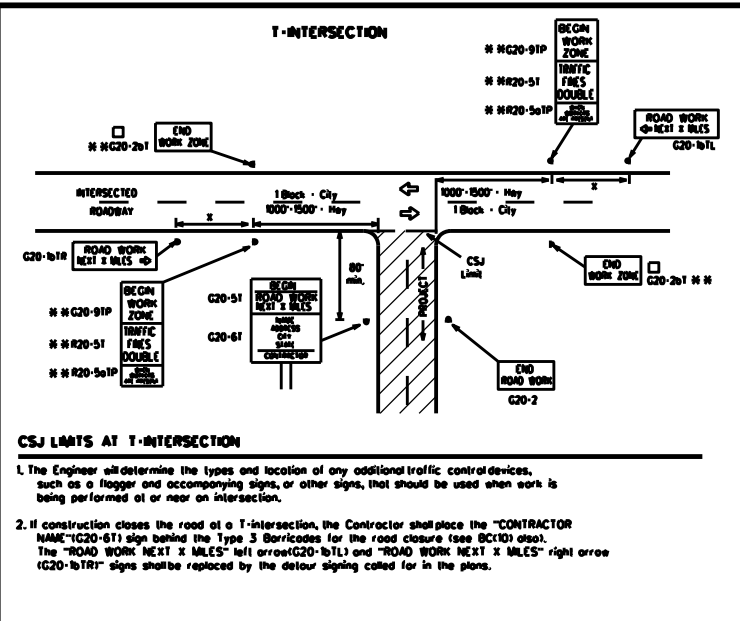 T-INTERSECTION
BEGIN
WORK
ZONE
TRAFFIC
FINES
DOUBLE
* *G20-9TP
* *R20-5T
* *R20-5aTP
ROAD WORK
⇦ NEXT X MILES
G20-1bTL
END
WORK ZONE
□
* *G20-2bT
INTERSECTED
ROADWAY
1 Block - City
1000'-1500' - Hwy
1000'-1500' - Hwy
1 Block - City
X
X
G20-1bTR
ROAD WORK
NEXT X MILES ⇨
80'
min.
CSJ
Limit
PROJECT
END
WORK ZONE
□
G20-2bT * *
BEGIN
WORK
ZONE
TRAFFIC
FINES
DOUBLE
* *G20-9TP
* *R20-5T
* *R20-5aTP
G20-5T
BEGIN
ROAD WORK
NEXT X MILES
G20-6T
NAME
ADDRESS
CITY
STATE
CONTRACTOR
END
ROAD WORK
G20-2
CSJ LIMITS AT T-INTERSECTION
1. The Engineer will determine the types and location of any additional traffic control devices,
such as a flagger and accompanying signs, or other signs, that should be used when work is
being performed at or near an intersection.
2. If construction closes the road at a T-intersection, the Contractor shall place the "CONTRACTOR
NAME"(G20-6T) sign behind the Type 3 Barricades for the road closure (see BC(10) also).
The "ROAD WORK NEXT X MILES" left arrow(G20-1bTL) and "ROAD WORK NEXT X MILES" right arrow
(G20-1bTR)" signs shall be replaced by the detour signing called for in the plans.